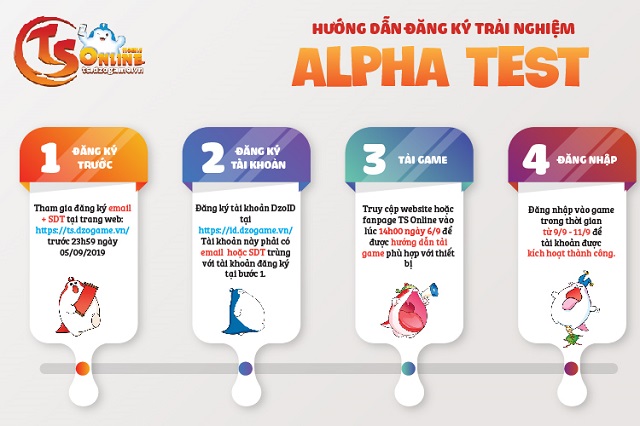 TS ONLINE MOBILE
ts.dzogame.vn
HƯỚNG DẪN ĐĂNG KÝ TRẢI NGHIỆM
ALPHA TEST
1 ĐĂNG KÝ
TRƯỚC
Tham gia đăng ký email
+ SDT tại trang web:
https://ts.dzogame.vn/
trước 23h59 ngày
05/09/2019
2 ĐĂNG KÝ
TÀI KHOẢN
Đăng ký tài khoản DzoID
tại
https://id.dzogame.vn/
Tài khoản này phải có
email hoặc SDT trùng
với tài khoản đăng ký
tại bước 1.
3 TẢI GAME
Truy cập website hoặc
fanpage TS Online vào
lúc 14h00 ngày 6/9 để
được hướng dẫn tải
game phù hợp với thiết
bị
4 ĐĂNG NHẬP
Đăng nhập vào game
trong thời gian
từ 9/9 - 11/9 để
tài khoản được
kích hoạt thành công.